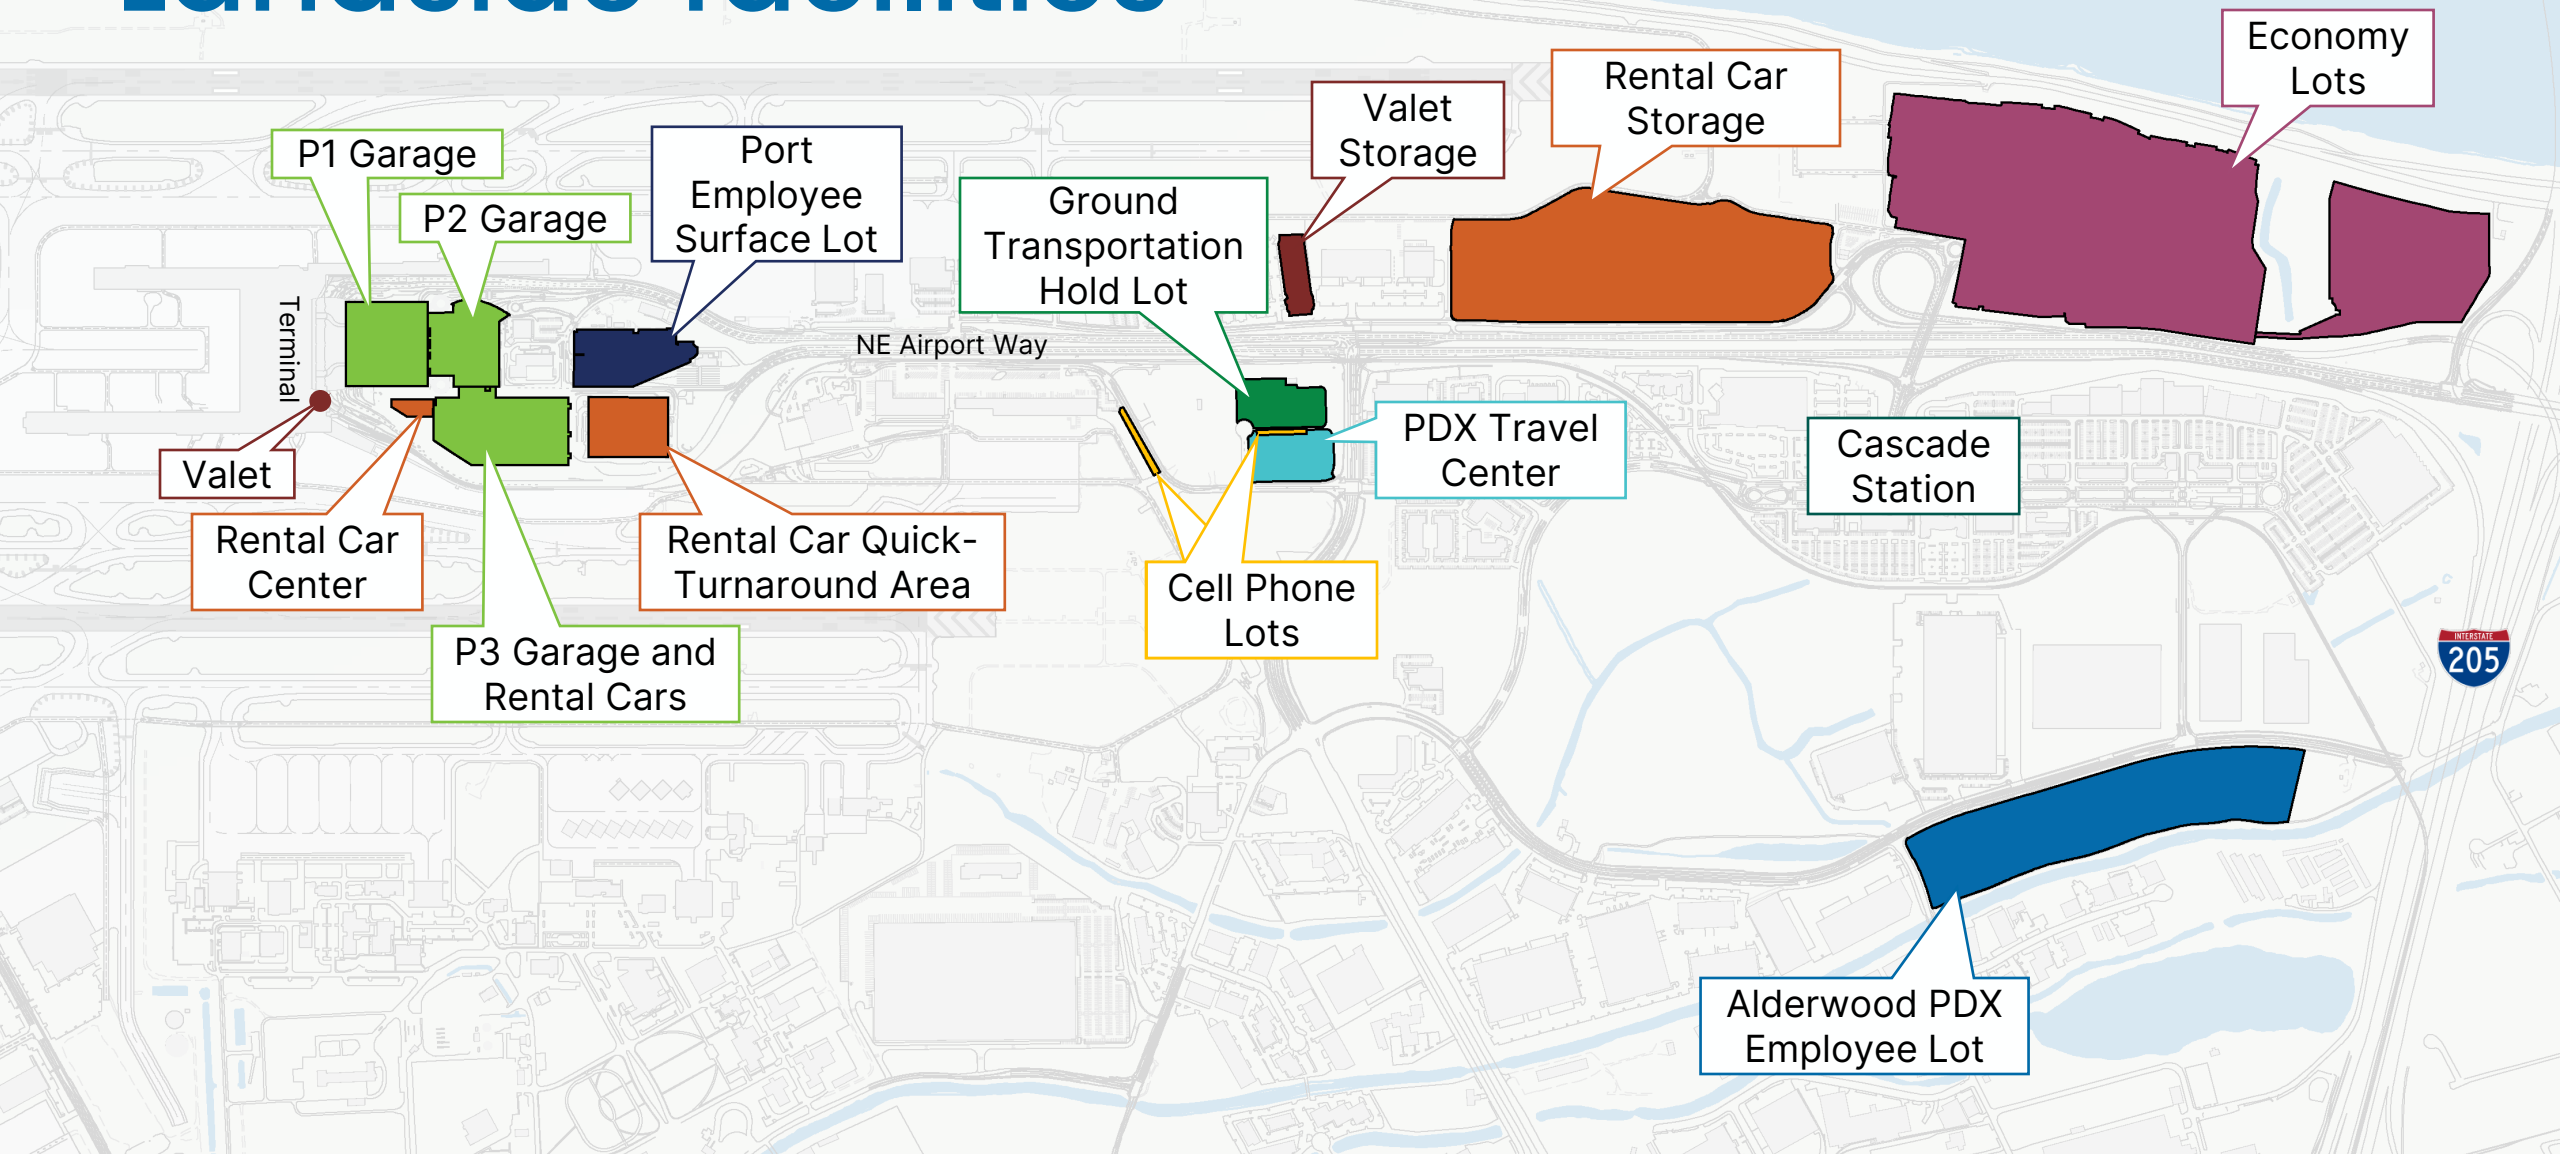 Landside facilities
Economy
Lots
Rental Car
Storage
Valet
Storage
P1 Garage
Port
Employee
Surface Lot
P2 Garage
Ground
Transportation
Hold Lot
Terminal
NE Airport Way
PDX Travel
Center
Cascade
Station
Valet
Rental Car
Center
Rental Car Quick-
Turnaround Area
Cell Phone
Lots
P3 Garage and
Rental Cars
INTERSTATE
205
Alderwood PDX
Employee Lot